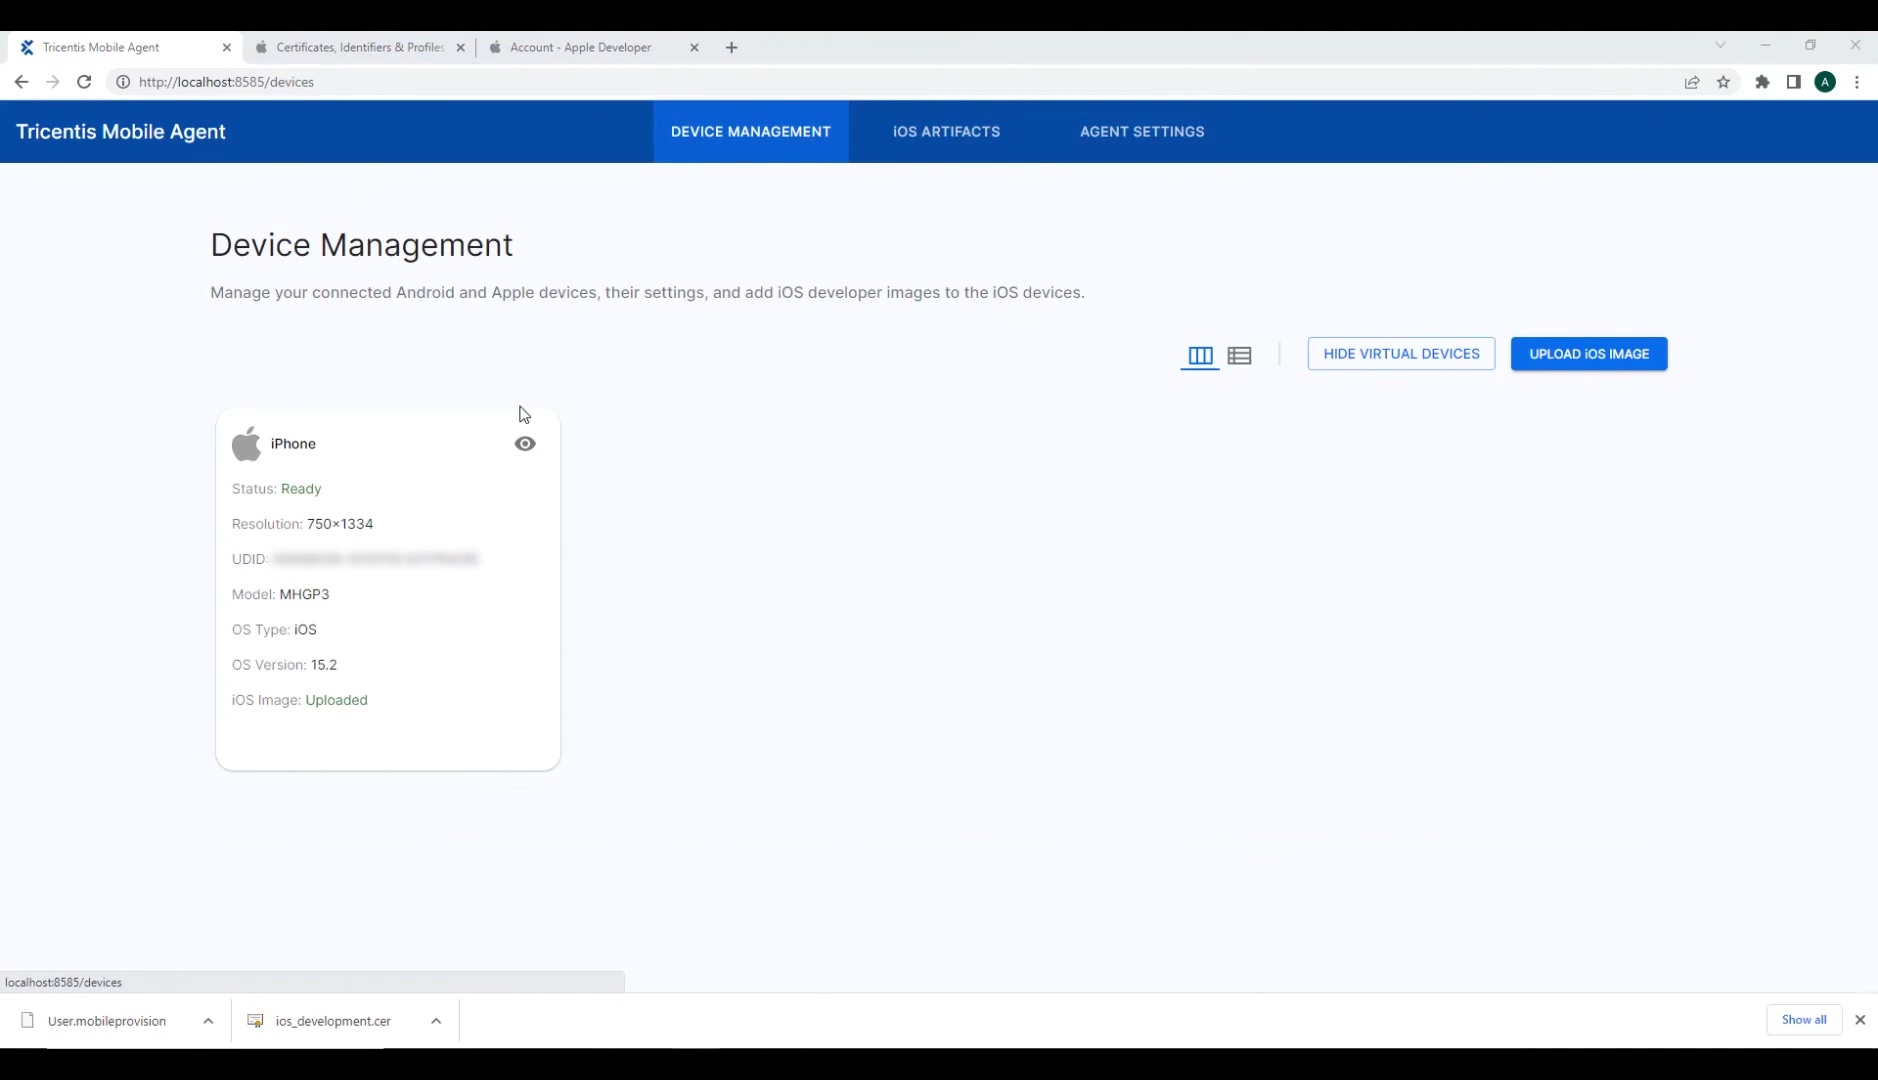 Tricentis Mobile Agent
Certificates, Identifiers & Profiles
Account - Apple Developer
A
http://localhost:8585/devices
Tricentis Mobile Agent
DEVICE MANAGEMENT
iOS ARTIFACTS
AGENT SETTINGS
Device Management
Manage your connected Android and Apple devices, their settings, and add iOS developer images to the iOS devices.
HIDE VIRTUAL DEVICES
UPLOAD iOS IMAGE
iPhone
Status: Ready
Resolution: 750×1334
UDID:
Model: MHGP3
OS Type: iOS
OS Version: 15.2
iOS Image: Uploaded
localhost:8585/devices
User.mobileprovision
ios_development.cer
Show all